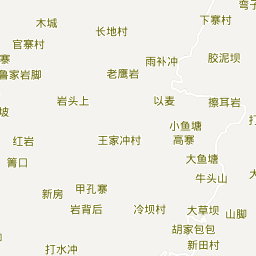 弯子
下寨村
木城
长地村
官寨村
雨补冲
胶泥坝
寨
鲁家岩脚
老鹰岩
岩头上
以麦
擦耳岩
坡
小鱼塘
红岩
王家冲村
高寨
箐口
大鱼塘
牛头山
新房
甲孔寨
岩背后
冷坝村
大草坝
山脚
胡家包包
打水冲
新田村